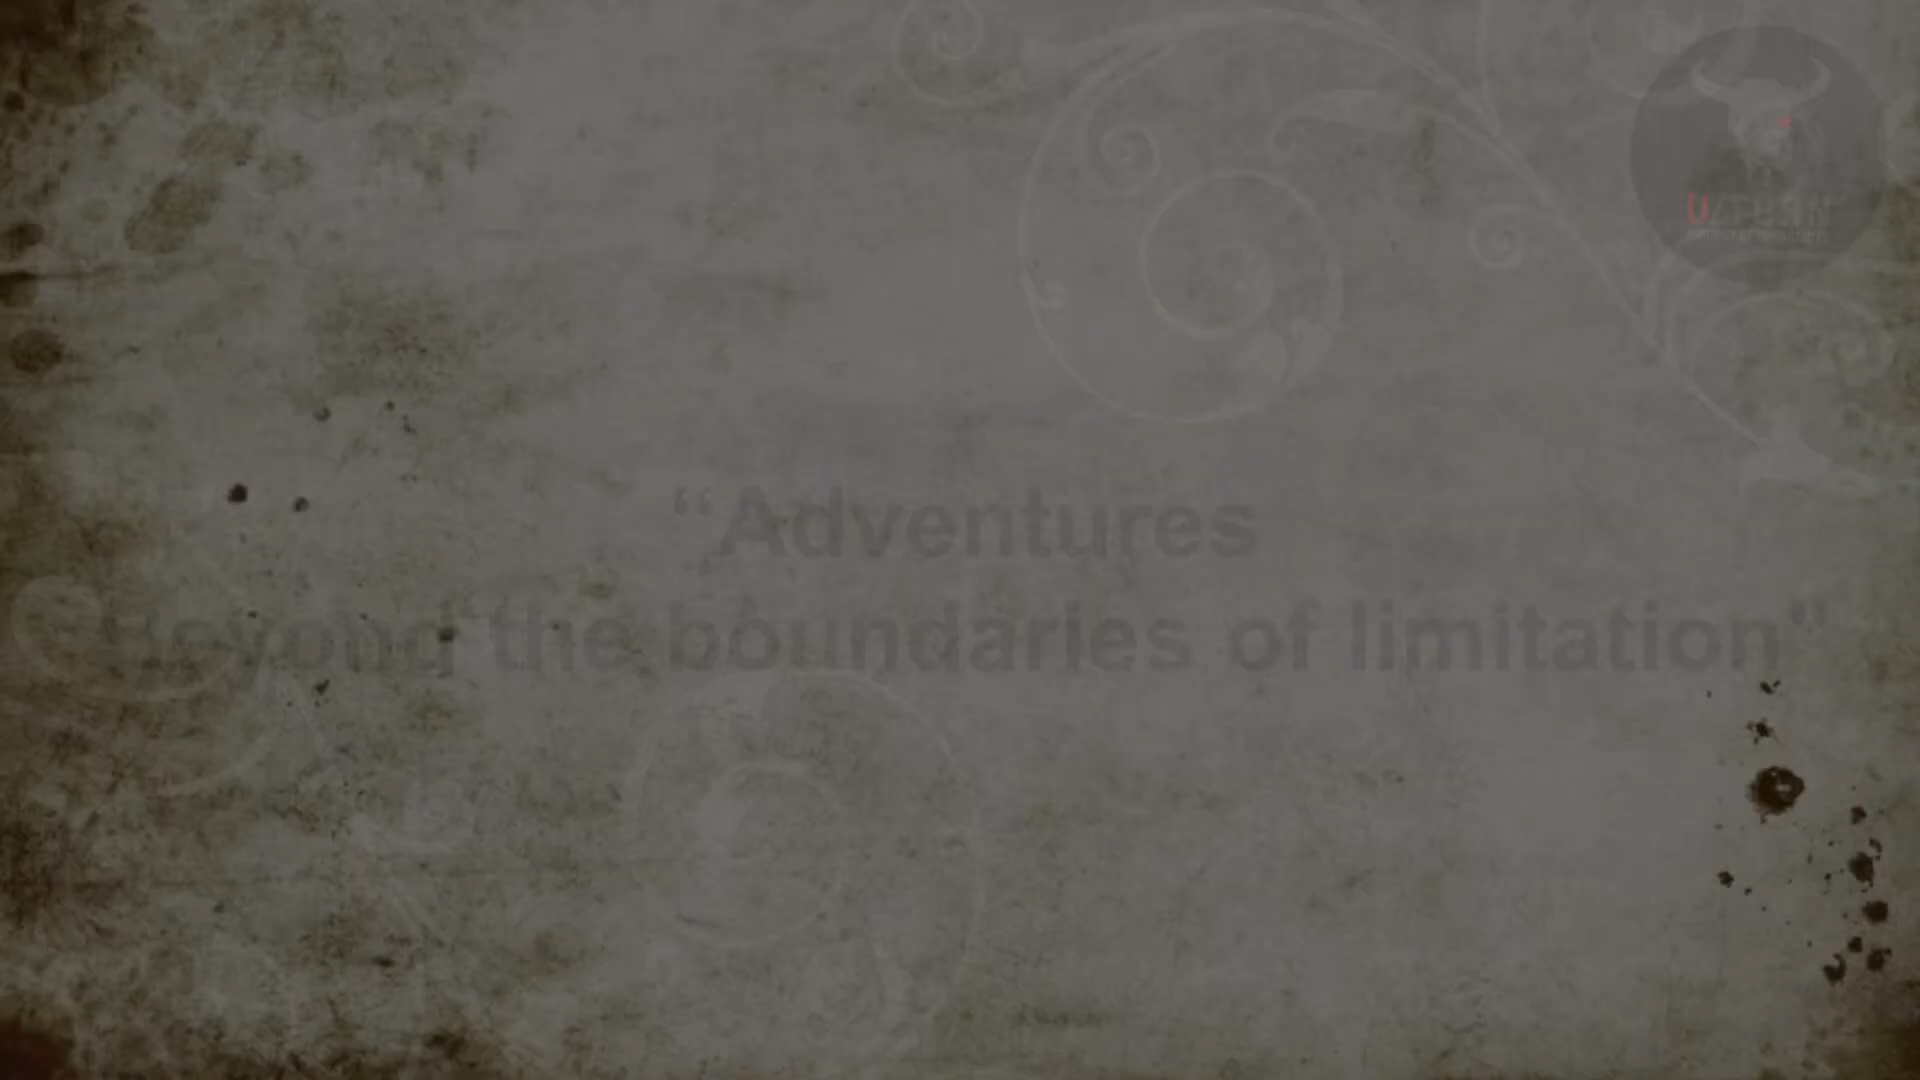 “Adventures
Beyond the boundaries of limitation"